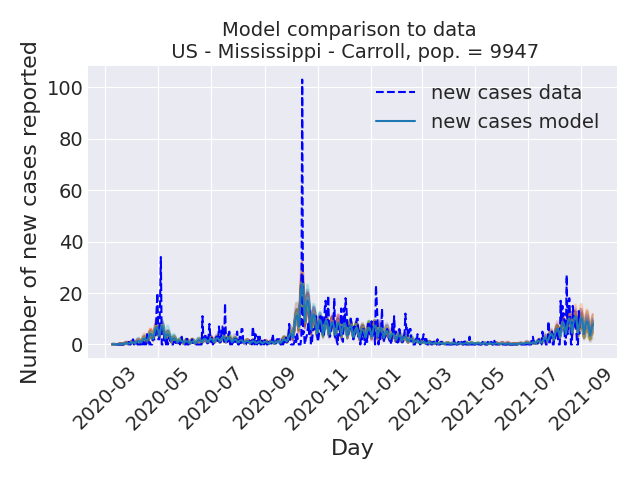 Model comparison to data
US - Mississippi - Carroll, pop. = 9947
Number of new cases reported
100
80
60
40
20
0
new cases data
new cases model
2020-03
2020-05
2020-07
2020-09
2020-11
2021-01
2021-03
2021-05
2021-07
2021-09
Day